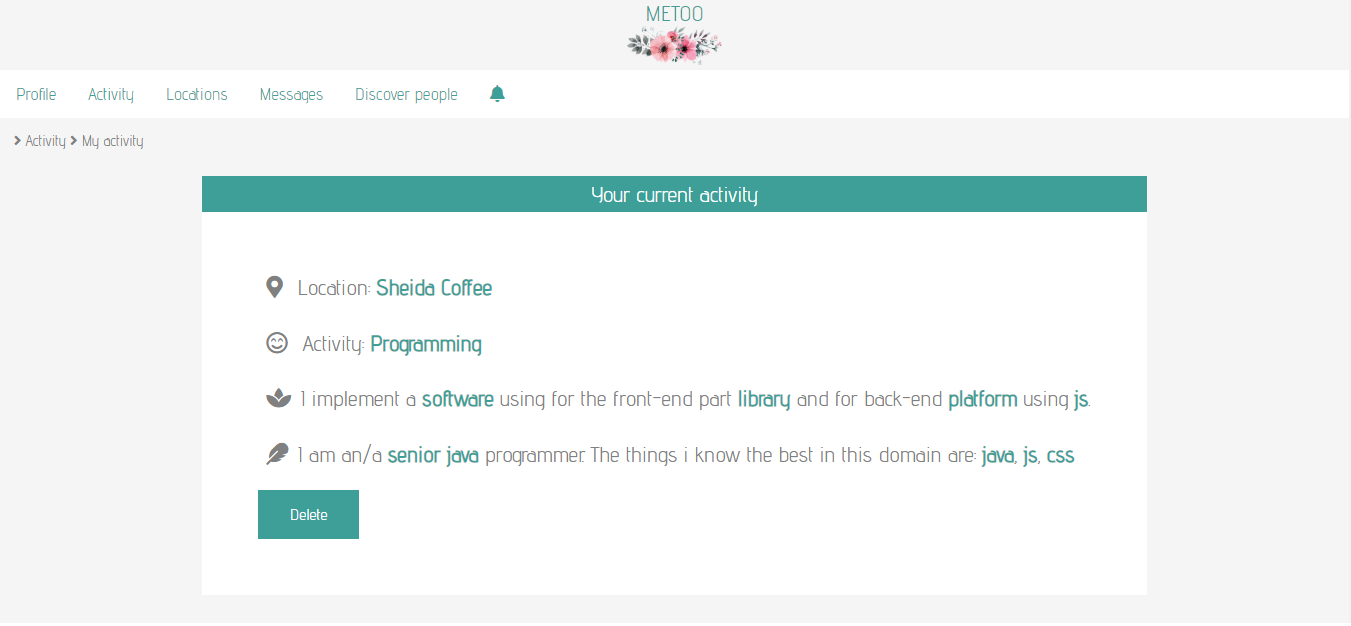 METOO
Profile Activity Locations Messages Discover people
Activity My activity
Your current activity
Location: Sheida Coffee
Activity: Programming
I implement a software using for the front-end part library and for back-end platform using js.
I am an/a senior java programmer. The things i know the best in this domain are: java, js, css
Delete